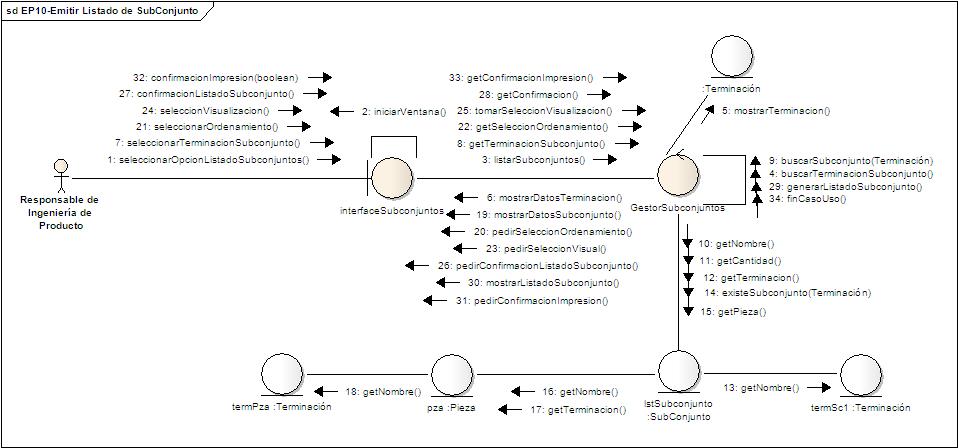 sd EP10-Emitir Listado de SubConjunto
32: confirmacionImpresion(boolean)
27: confirmacionListadoSubconjunto()
24: seleccionVisualizacion()
21: seleccionarOrdenamiento()
7: seleccionarTerminacionSubConjunto()
1: seleccionarOpcionListadoSubconjuntos()
2: iniciarVentana()
33: getConfirmacionImpresion()
28: getConfirmacion()
25: tomarSeleccionVisualizacion()
22: getSeleccionOrdenamiento()
8: getTerminacionSubconjunto()
3: listarSubconjuntos()
:Terminación
5: mostrarTerminacion()
9: buscarSubconjunto(Terminación)
4: buscarTerminacionSubconjunto()
29: generarListadoSubconjunto()
34: finCasoUso()
Responsable de
Ingeniería de
Producto
interfaceSubconjuntos
GestorSubconjuntos
6: mostrarDatosTerminacion()
19: mostrarDatosSubconjunto()
20: pedirSeleccionOrdenamiento()
23: pedirSeleccionVisual()
26: pedirConfirmacionListadoSubconjunto()
30: mostrarListadoSubconjunto()
31: pedirConfirmacionImpresion()
10: getNombre()
11: getCantidad()
12: getTerminacion()
14: existeSubconjunto(Terminación)
15: getPieza()
18: getNombre()
16: getNombre()
17: getTerminacion()
13: getNombre()
termPza :Terminación
pza :Pieza
lstSubconjunto
:SubConjunto
termSc1 :Terminación